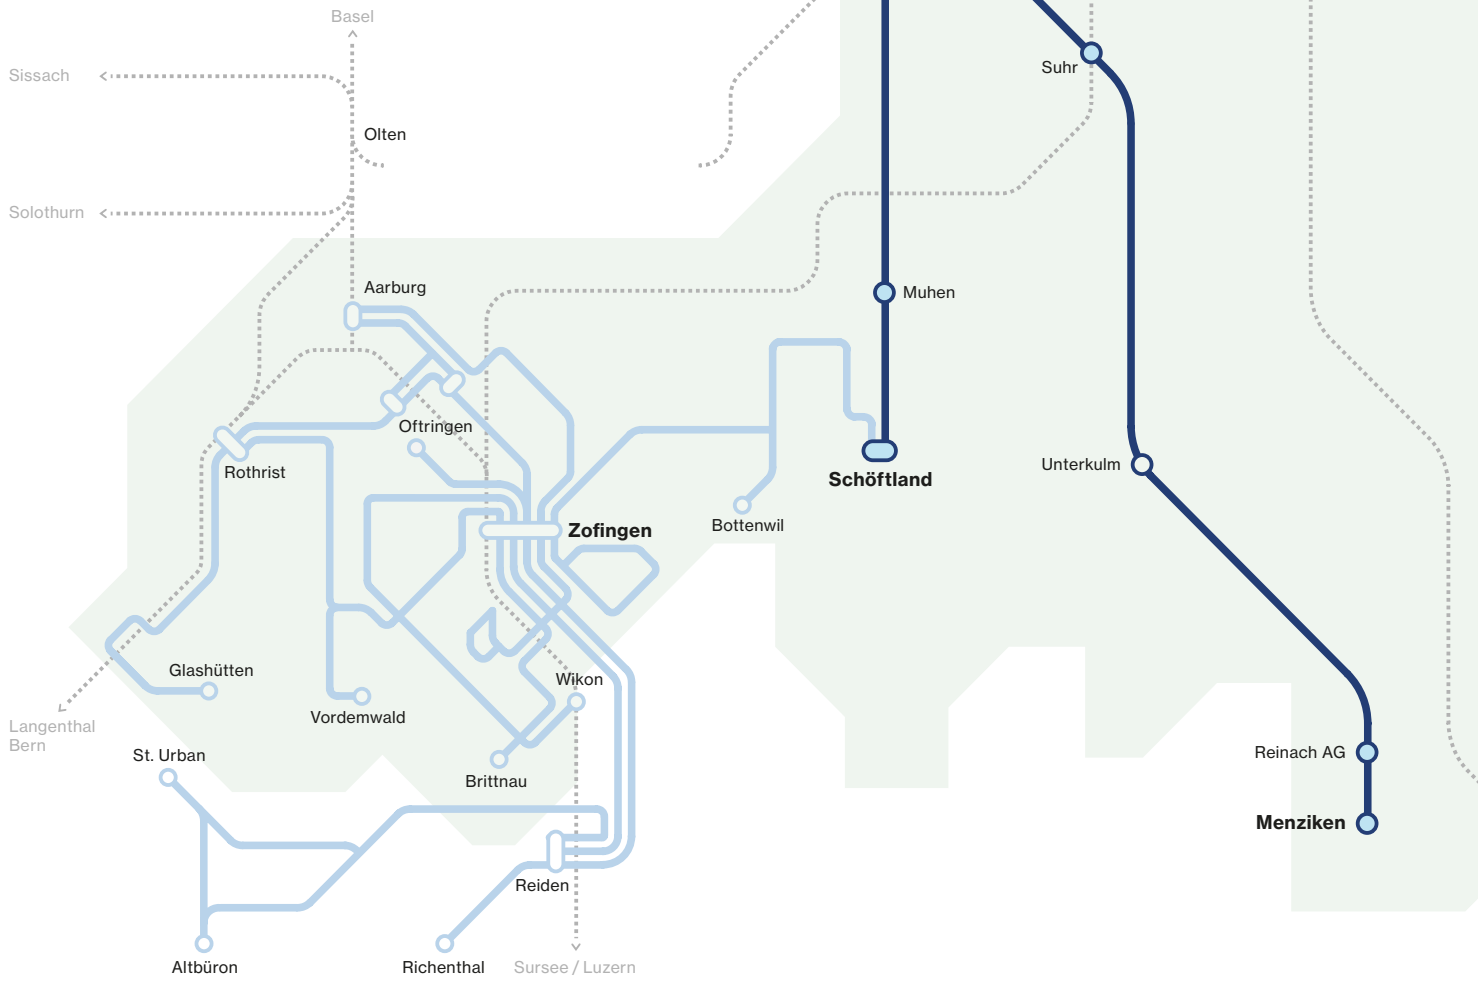 Basel
Sissach
Suhr
Olten
Solothurn
Aarburg
Muhen
Oftringen
Rothrist
Schöftland
Unterkulm
Bottenwil
Zofingen
Glashütten
Wikon
Vordemwald
Langenthal
Bern
St. Urban
Brittnau
Reinach AG
Menziken
Reiden
Altbüron
Richenthal
Sursee / Luzern